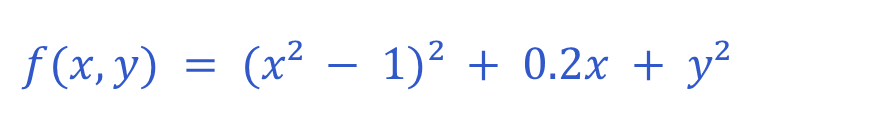 f(x, y) = (x² − 1)² + 0.2x + y²